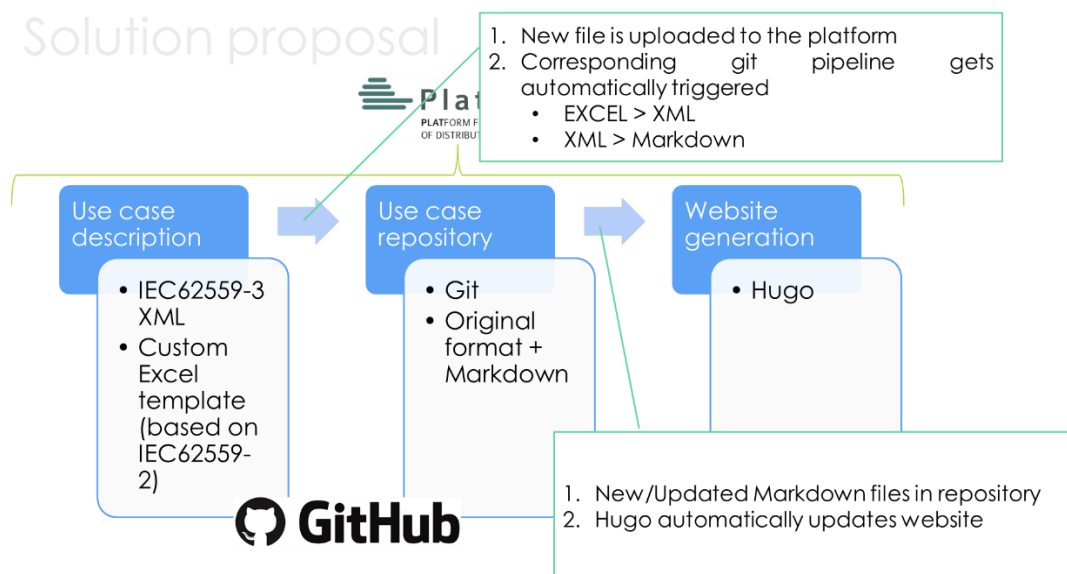 Solution proposal
1. New file is uploaded to the platform
2. Corresponding git pipeline gets
automatically triggered
• EXCEL > XML
• XML > Markdown
Plat
PLATFORM F
OF DISTRIBUT
Use case
description
Use case
repository
Website
generation
• IEC62559-3
XML
• Custom
Excel
template
(based on
IEC62559-
2)
• Git
• Original
format +
Markdown
• Hugo
1. New/Updated Markdown files in repository
2. Hugo automatically updates website
GitHub